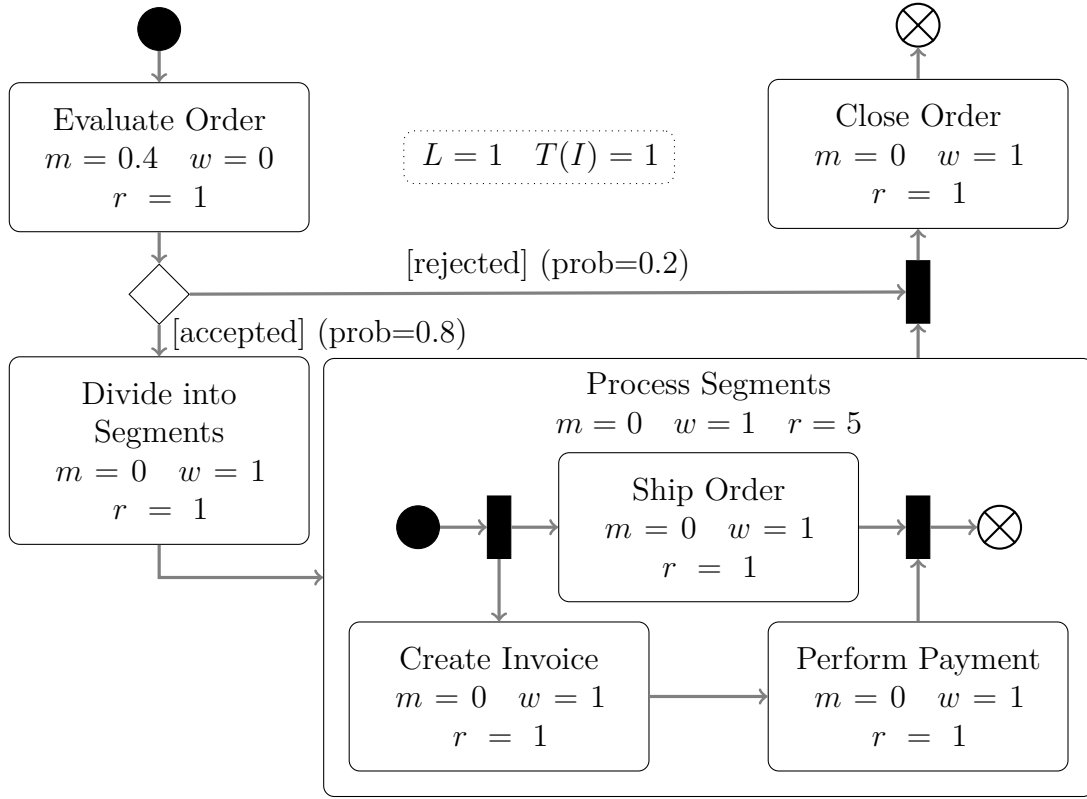 Evaluate Order
m = 0.4 w = 0
r = 1
L = 1 T(I) = 1
Close Order
m = 0 w = 1
r = 1
[rejected] (prob=0.2)
[accepted] (prob=0.8)
Divide into
Segments
m = 0 w = 1
r = 1
Process Segments
m = 0 w = 1 r = 5
Ship Order
m = 0 w = 1
r = 1
Create Invoice
m = 0 w = 1
r = 1
Perform Payment
m = 0 w = 1
r = 1